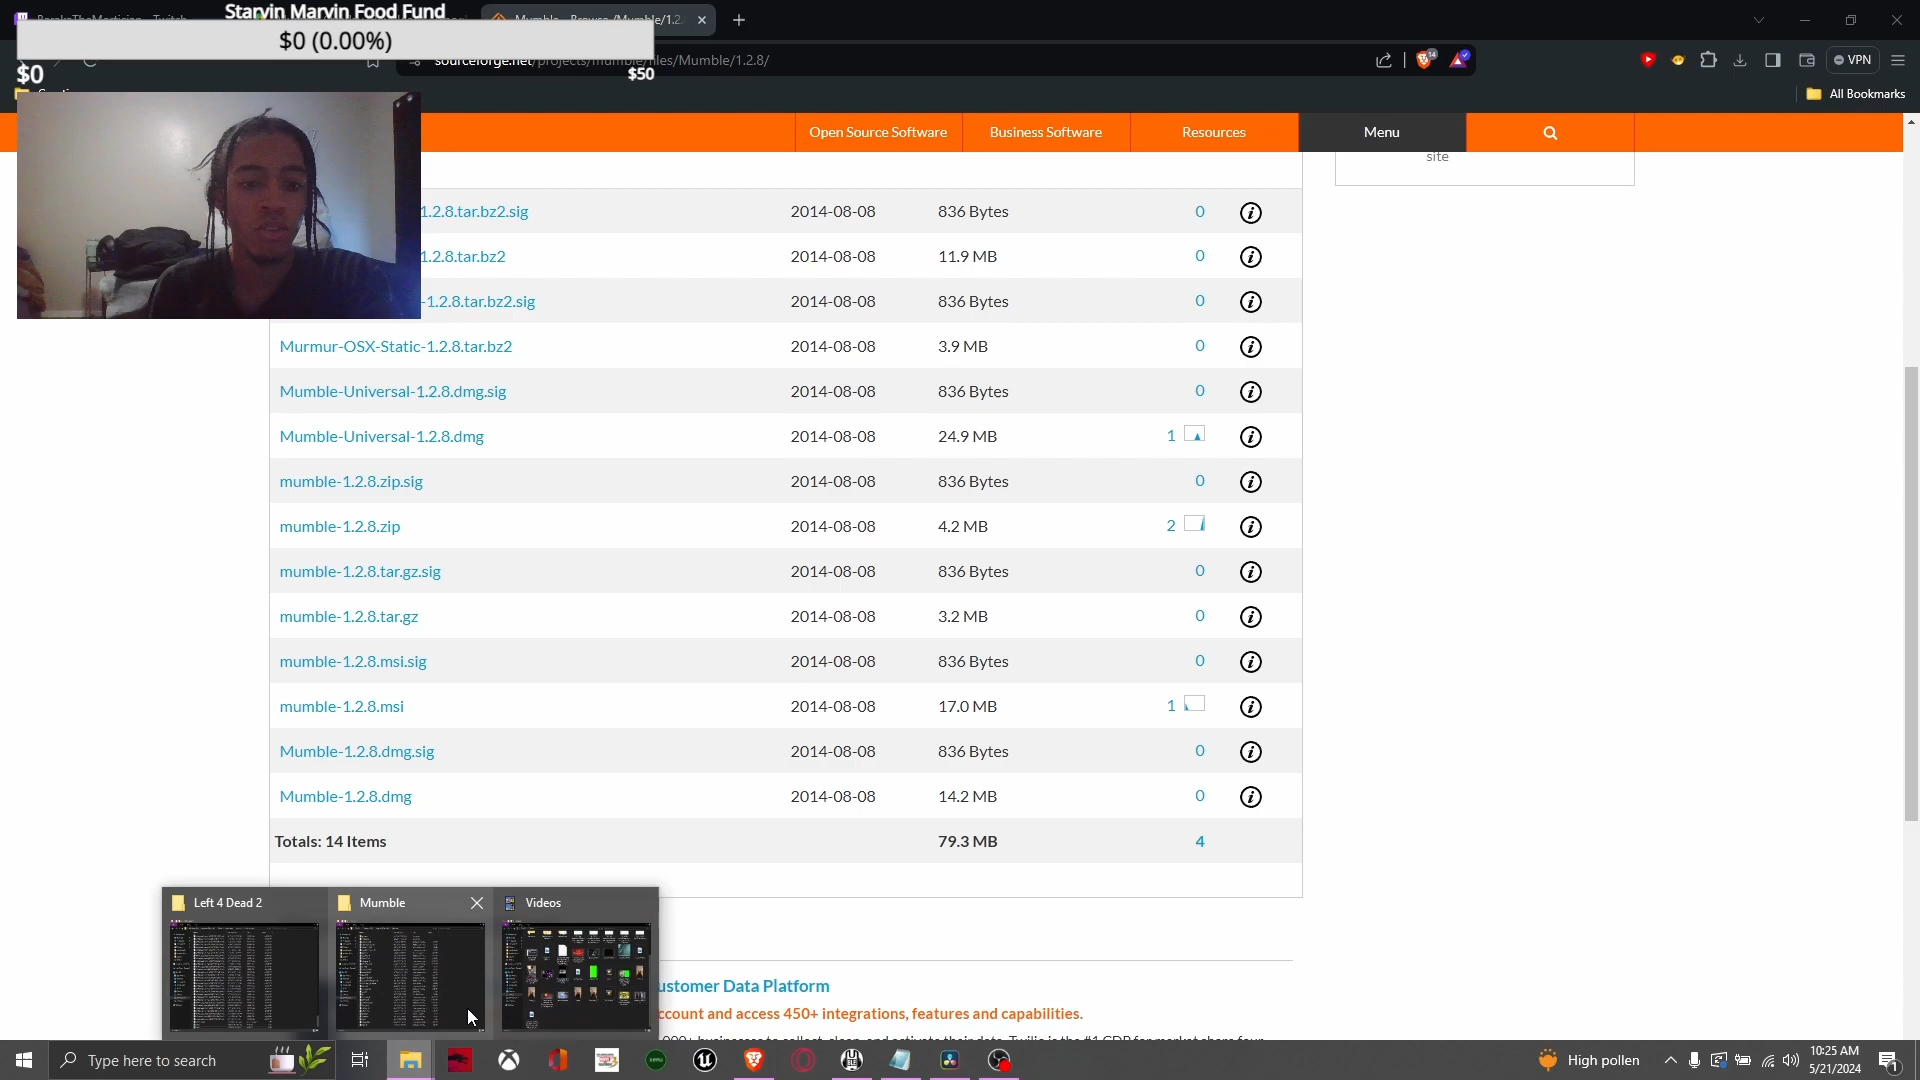 Starvin Marvin Food Fund
$0 (0.00%)
$0
$50
Mumble - Browse /Mumble/1.2.
sourceforge.net/projects/mumble/files/Mumble/1.2.8/
14
VPN
All Bookmarks
Open Source Software
Business Software
Resources
Menu
site
1.2.8.tar.bz2.sig 2014-08-08 836 Bytes 0
1.2.8.tar.bz2 2014-08-08 11.9 MB 0
-1.2.8.tar.bz2.sig 2014-08-08 836 Bytes 0
Murmur-OSX-Static-1.2.8.tar.bz2 2014-08-08 3.9 MB 0
Mumble-Universal-1.2.8.dmg.sig 2014-08-08 836 Bytes 0
Mumble-Universal-1.2.8.dmg 2014-08-08 24.9 MB 1
mumble-1.2.8.zip.sig 2014-08-08 836 Bytes 0
mumble-1.2.8.zip 2014-08-08 4.2 MB 2
mumble-1.2.8.tar.gz.sig 2014-08-08 836 Bytes 0
mumble-1.2.8.tar.gz 2014-08-08 3.2 MB 0
mumble-1.2.8.msi.sig 2014-08-08 836 Bytes 0
mumble-1.2.8.msi 2014-08-08 17.0 MB 1
Mumble-1.2.8.dmg.sig 2014-08-08 836 Bytes 0
Mumble-1.2.8.dmg 2014-08-08 14.2 MB 0
Totals: 14 Items 79.3 MB 4
Left 4 Dead 2
Mumble
Videos
ustomer Data Platform
ccount and access 450+ integrations, features and capabilities.
Type here to search
High pollen
10:25 AM
5/21/2024
1